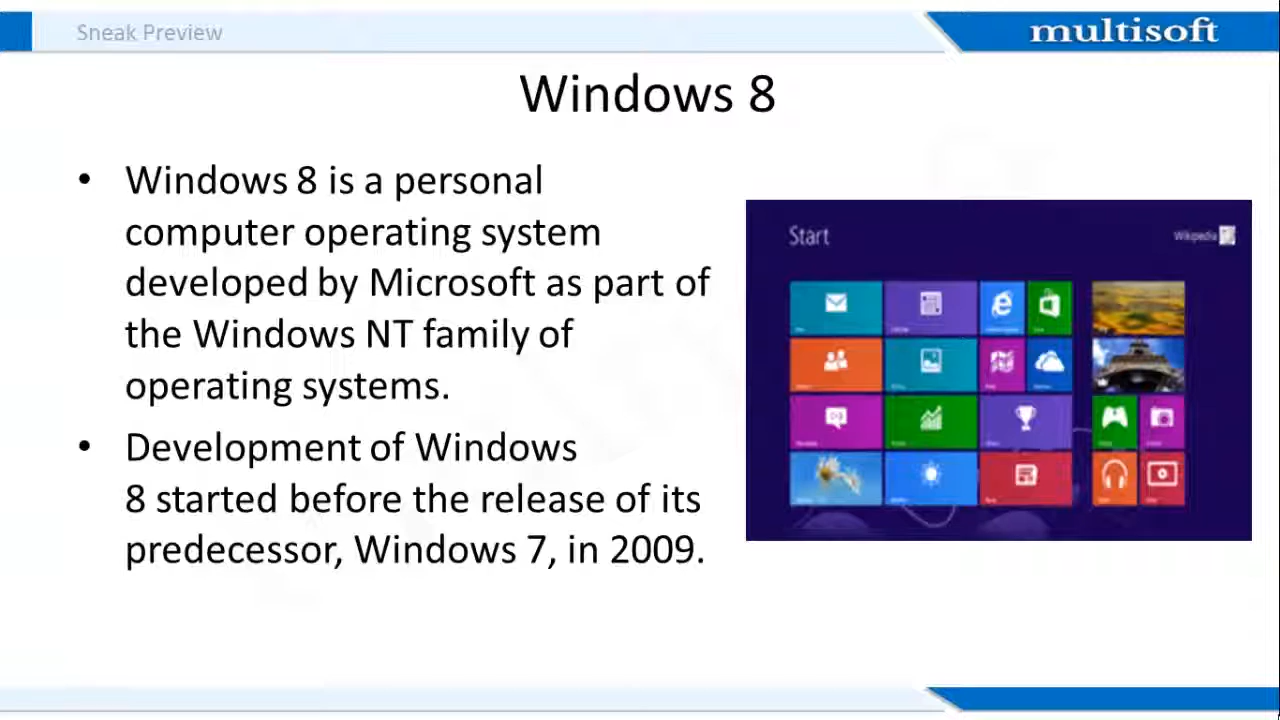 Sneak Preview
multisoft
Windows 8
• Windows 8 is a personal
computer operating system
developed by Microsoft as part of
the Windows NT family of
operating systems.
• Development of Windows
8 started before the release of its
predecessor, Windows 7, in 2009.
Start
Wikipedia